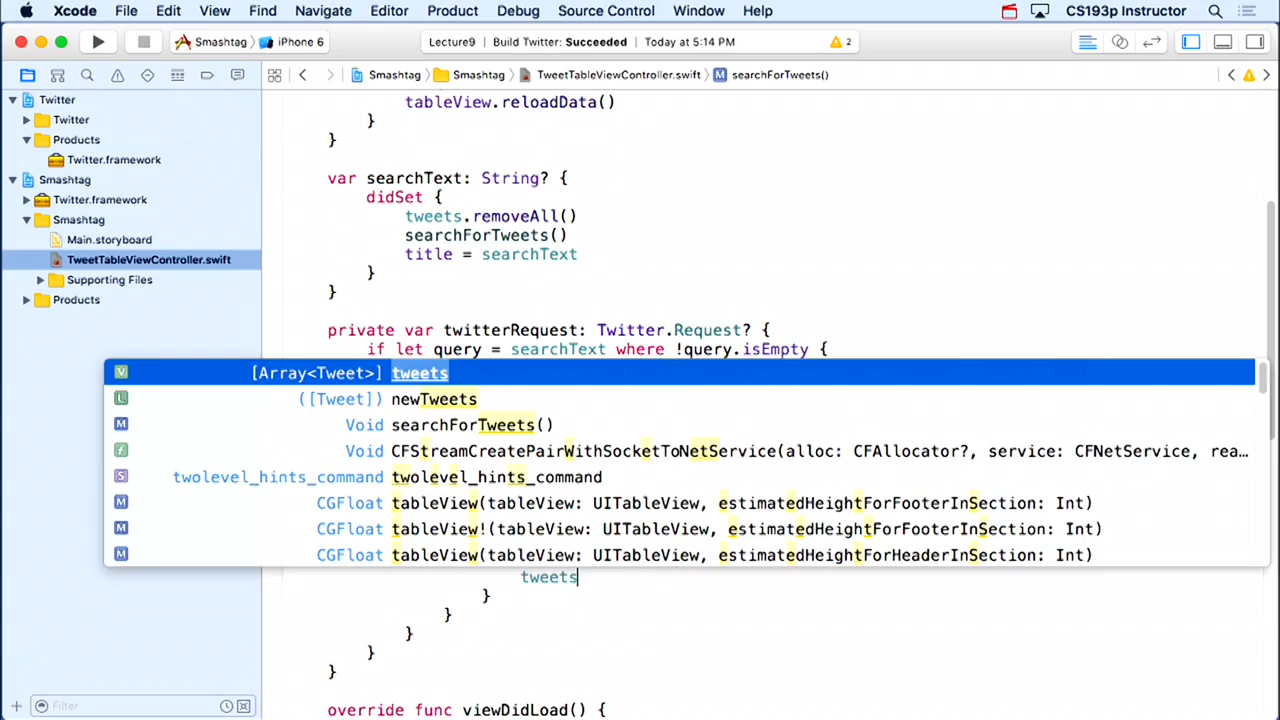 Xcode File Edit View Find Navigate Editor Product Debug Source Control Window Help CS193p Instructor
Smashtag iPhone 6 Lecture9 Build Twitter: Succeeded Today at 5:14 PM 2
Smashtag Smashtag TweetTableViewController.swift M searchForTweets()
Twitter
Twitter
Products
Twitter.framework
Smashtag
Twitter.framework
Smashtag
Main.storyboard
TweetTableViewController.swift
Supporting Files
Products
Filter
tableView.reloadData()
}
}
var searchText: String? {
didSet {
tweets.removeAll()
searchForTweets()
title = searchText
}
}
private var twitterRequest: Twitter.Request? {
if let query = searchText where !query.isEmpty {
V [Array<Tweet>] tweets
L ([Tweet]) newTweets
M Void searchForTweets()
f Void CFStreamCreatePairWithSocketToNetService(alloc: CFAllocator?, service: CFNetService, rea...
S twolevel_hints_command twolevel_hints_command
M CGFloat tableView(tableView: UITableView, estimatedHeightForFooterInSection: Int)
M CGFloat tableView!(tableView: UITableView, estimatedHeightForFooterInSection: Int)
M CGFloat tableView(tableView: UITableView, estimatedHeightForHeaderInSection: Int)
tweets
}
}
}
}
}
override func viewDidLoad() {